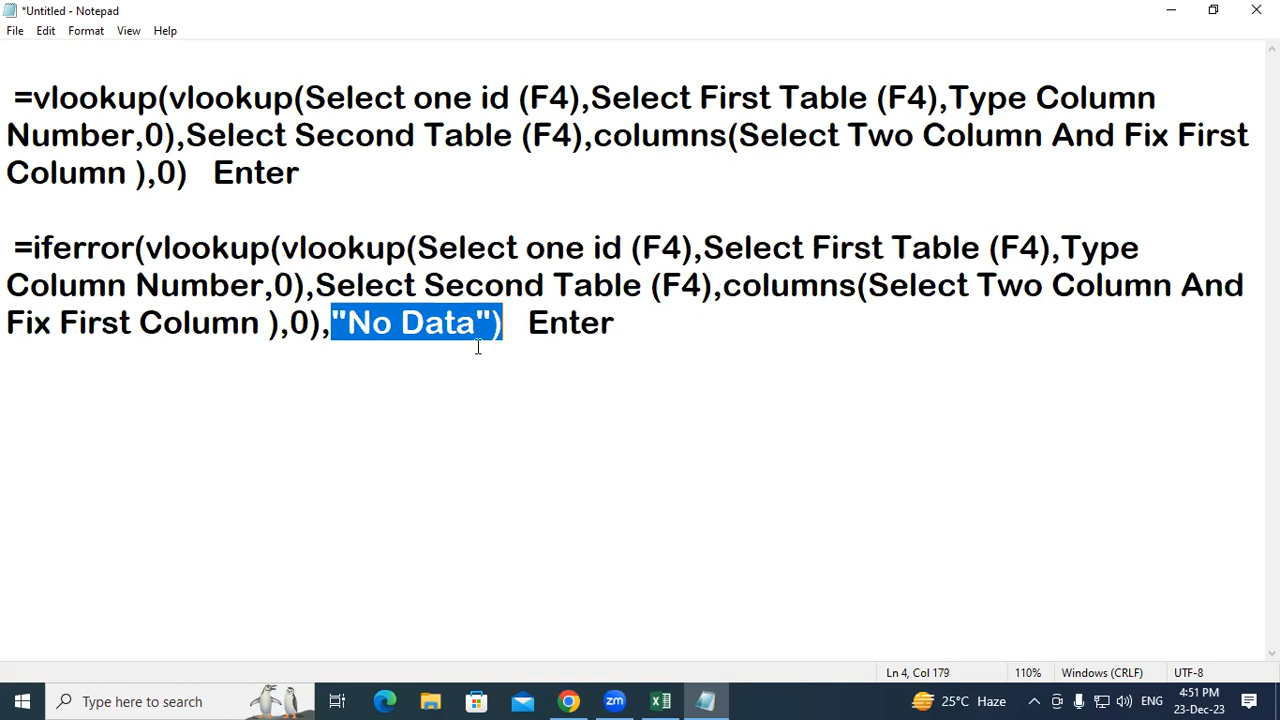 *Untitled - Notepad
File Edit Format View Help
=vlookup(vlookup(Select one id (F4),Select First Table (F4),Type Column
Number,0),Select Second Table (F4),columns(Select Two Column And Fix First
Column ),0)   Enter
=iferror(vlookup(vlookup(Select one id (F4),Select First Table (F4),Type
Column Number,0),Select Second Table (F4),columns(Select Two Column And
Fix First Column ),0),"No Data")   Enter
Ln 4, Col 179 110% Windows (CRLF) UTF-8
Type here to search 25°C Haze ENG 4:51 PM
23-Dec-23